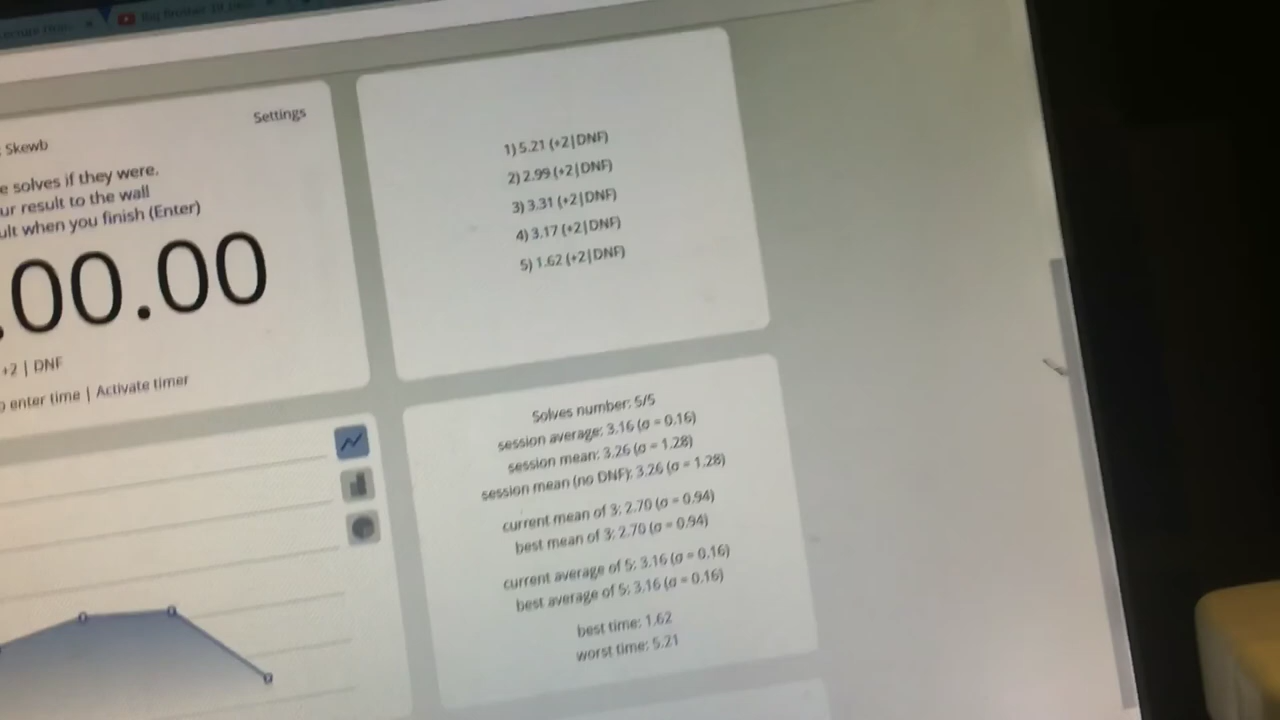 Settings
Skewb
e solves if they were.
ur result to the wall
ult when you finish (Enter)
.00.00
+2 | DNF
enter time | Activate timer
1) 5.21 (+2|DNF)
2) 2.99 (+2|DNF)
3) 3.31 (+2|DNF)
4) 3.17 (+2|DNF)
5) 1.62 (+2|DNF)
Solves number: 5/5
session average: 3.16 (σ = 0.16)
session mean: 3.26 (σ = 1.28)
session mean (no DNF): 3.26 (σ = 1.28)
current mean of 3: 2.70 (σ = 0.94)
best mean of 3: 2.70 (σ = 0.94)
current average of 5: 3.16 (σ = 0.16)
best average of 5: 3.16 (σ = 0.16)
best time: 1.62
worst time: 5.21